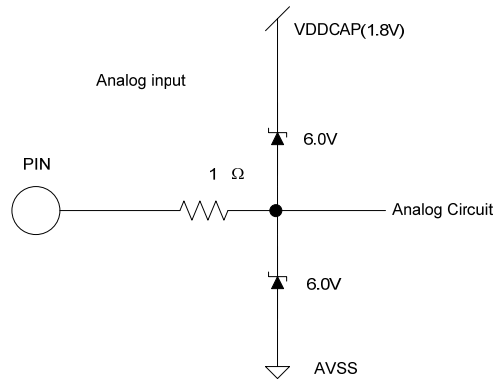 VDDCAP(1.8V)
Analog input
6.0V
PIN
1 Ω
Analog Circuit
6.0V
AVSS